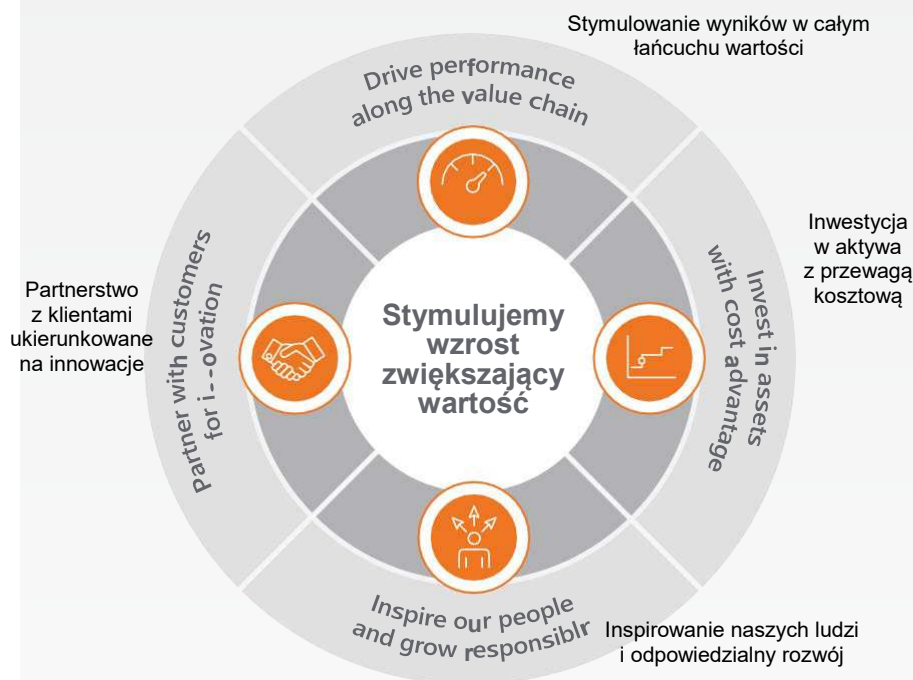 Stymulowanie wyników w całym
łańcuchu wartości
Drive performance
along the value chain
Inwestycja
w aktywa
z przewagą
kosztową
Invest in assets
with cost advantage
Partnerstwo
z klientami
ukierunkowane
na innowacje
Partner with customers
for i--ovation
Stymulujemy
wzrost
zwiększający
wartość
Inspire our people
and grow responsiblr
Inspirowanie naszych ludzi
i odpowiedzialny rozwój